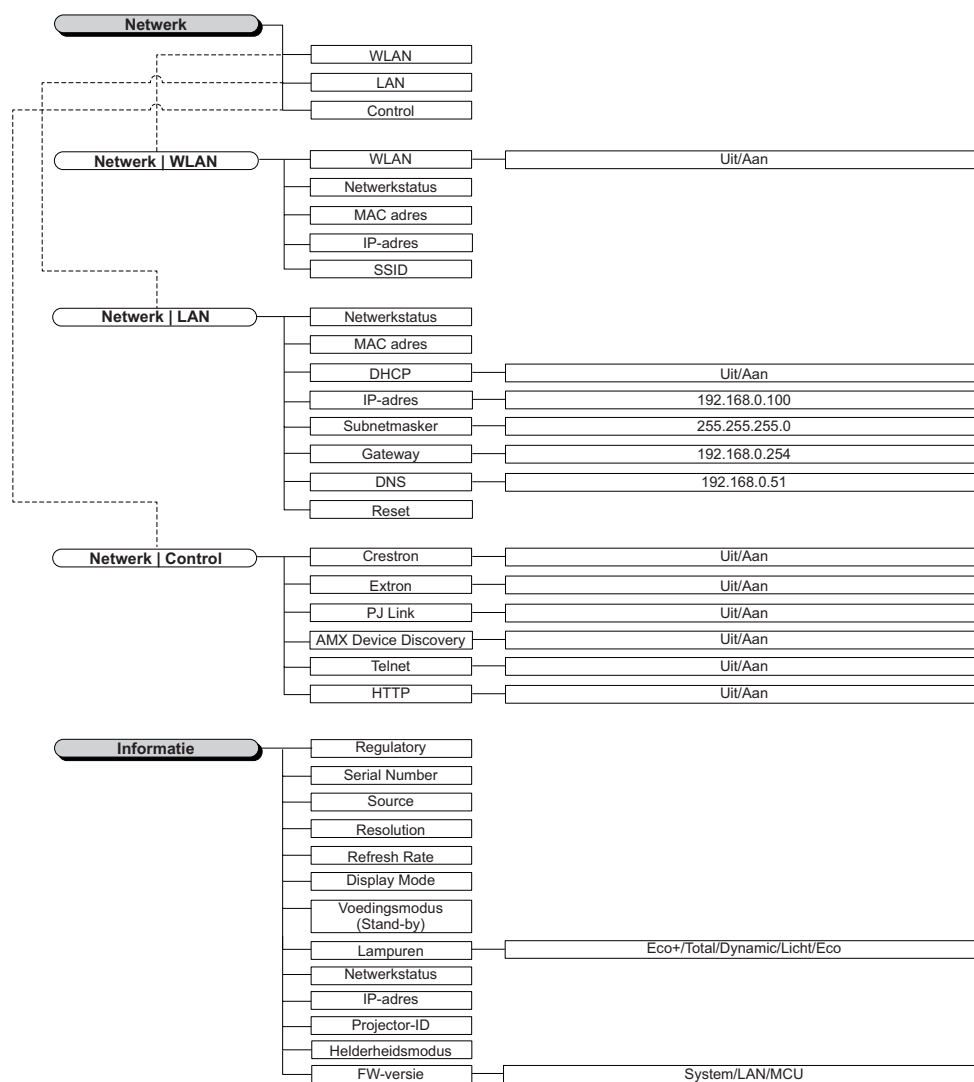 Netwerk
WLAN
LAN
Control
Netwerk | WLAN
WLAN
Uit/Aan
Netwerkstatus
MAC adres
IP-adres
SSID
Netwerk | LAN
Netwerkstatus
MAC adres
DHCP
Uit/Aan
IP-adres
192.168.0.100
Subnetmasker
255.255.255.0
Gateway
192.168.0.254
DNS
192.168.0.51
Reset
Netwerk | Control
Crestron
Uit/Aan
Extron
Uit/Aan
PJ Link
Uit/Aan
AMX Device Discovery
Uit/Aan
Telnet
Uit/Aan
HTTP
Uit/Aan
Informatie
Regulatory
Serial Number
Source
Resolution
Refresh Rate
Display Mode
Voedingsmodus
(Stand-by)
Lampuren
Eco+/Total/Dynamic/Licht/Eco
Netwerkstatus
IP-adres
Projector-ID
Helderheidsmodus
FW-versie
System/LAN/MCU